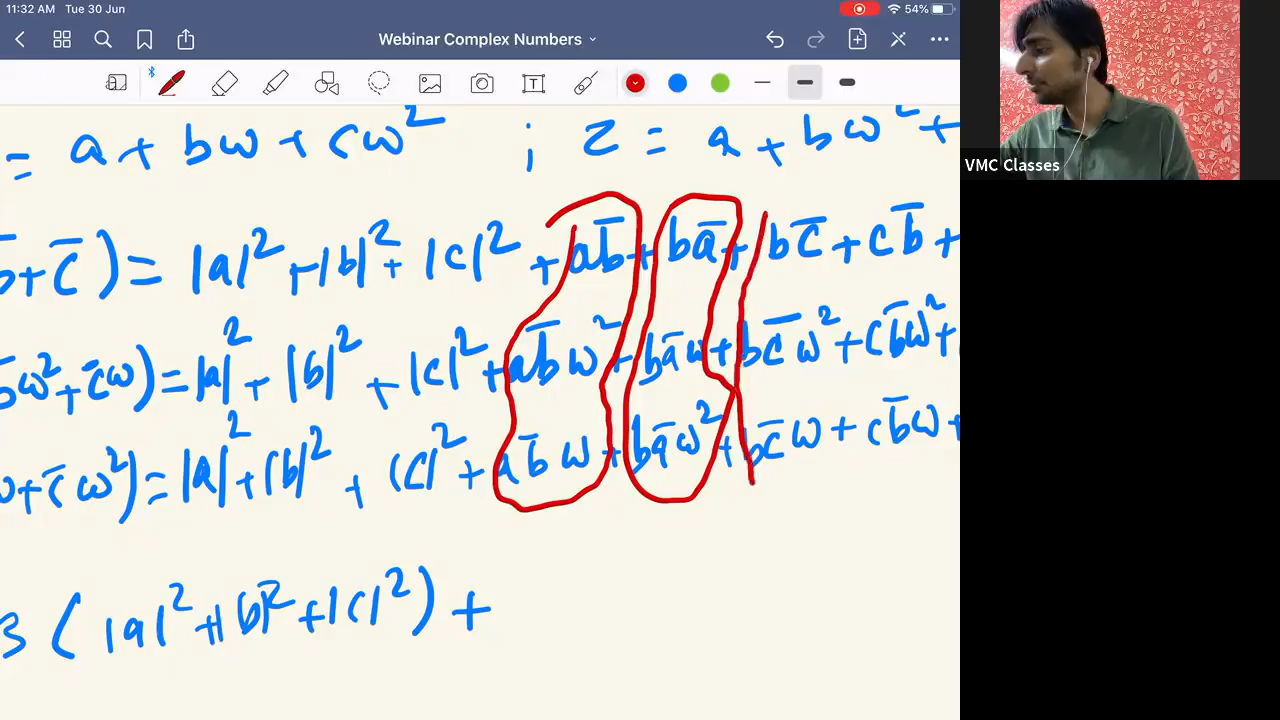 11:32 AM Tue 30 Jun 54%
Webinar Complex Numbers
VMC Classes
= a + bω + cω² ; z = a + bω² +
b̄ + c̄) = |a|² + |b|² + |c|² + ab̄ + bā + bc̄ + cb̄ +
b̄ω² + c̄ω) = |a|² + |b|² + |c|² + ab̄ω² + bāω + bc̄ω² + cb̄ω² +
ω + c̄ω²) = |a|² + |b|² + |c|² + ab̄ω + bāω² + bc̄ω + cb̄ω +
3 (|a|² + |b|² + |c|²) +